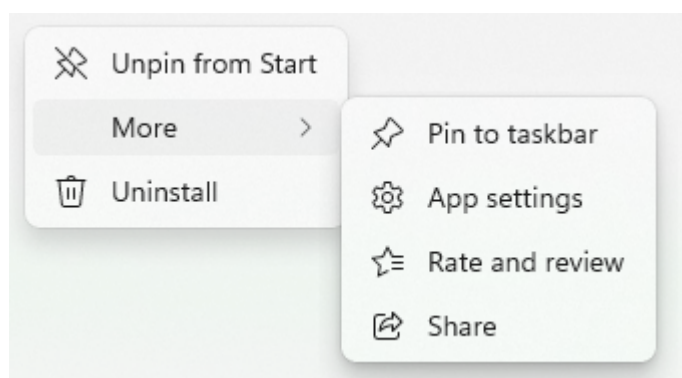 Unpin from Start
More
Uninstall
Pin to taskbar
App settings
Rate and review
Share